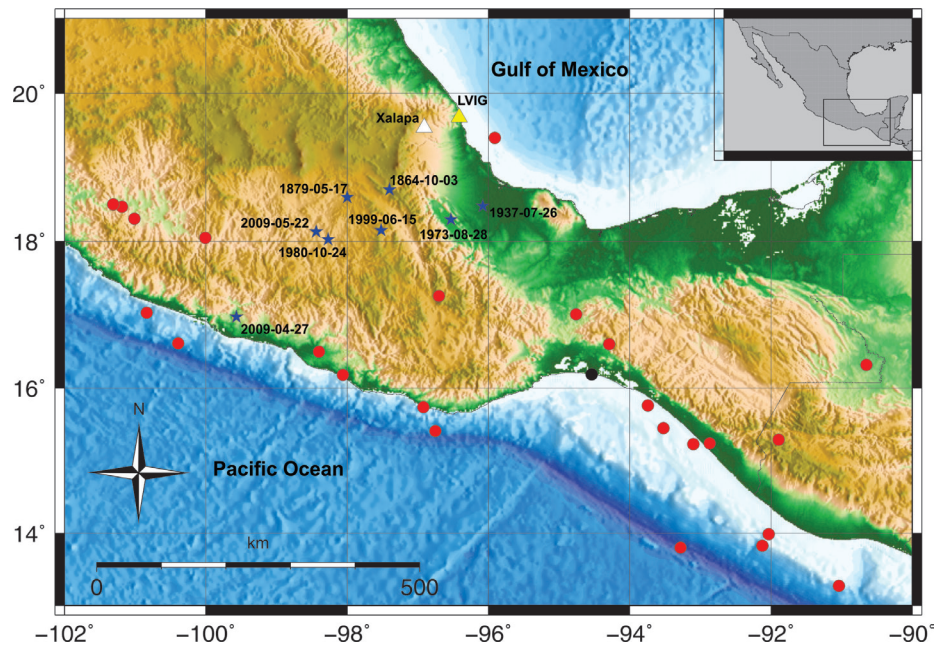 Gulf of Mexico
20°
LVIG
Xalapa
1864-10-03
1879-05-17
1937-07-26
1999-06-15
2009-05-22
1973-08-28
18°
1980-10-24
2009-04-27
16°
N
Pacific Ocean
14°
km
0 500
−102 −100 −98 −96 −94 −92 −90°